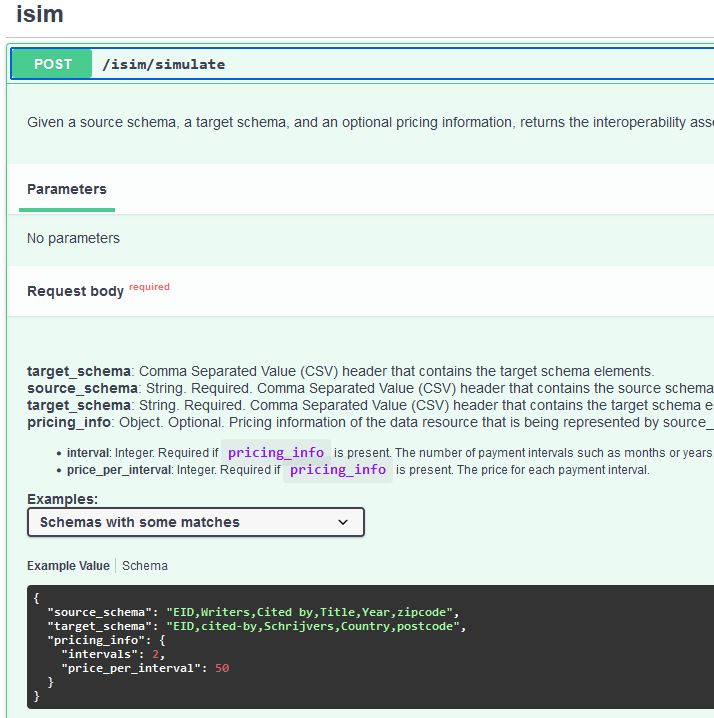 isim
POST /isim/simulate
Given a source schema, a target schema, and an optional pricing information, returns the interoperability
Parameters
No parameters
Request body required
target_schema: Comma Separated Value (CSV) header that contains the target schema elements.
source_schema: String. Required. Comma Separated Value (CSV) header that contains the source schema
target_schema: String. Required. Comma Separated Value (CSV) header that contains the target schema e
pricing_info: Object. Optional. Pricing information of the data resource that is being represented by source_
• interval: Integer. Required if pricing_info is present. The number of payment intervals such as months or years.
• price_per_interval: Integer. Required if pricing_info is present. The price for each payment interval.
Examples:
Schemas with some matches
Example Value Schema
{
"source_schema": "EID,Writers,Cited by,Title,Year,zipcode",
"target_schema": "EID,cited-by,Schrijvers,Country,postcode",
"pricing_info": {
"intervals": 2,
"price_per_interval": 50
}
}